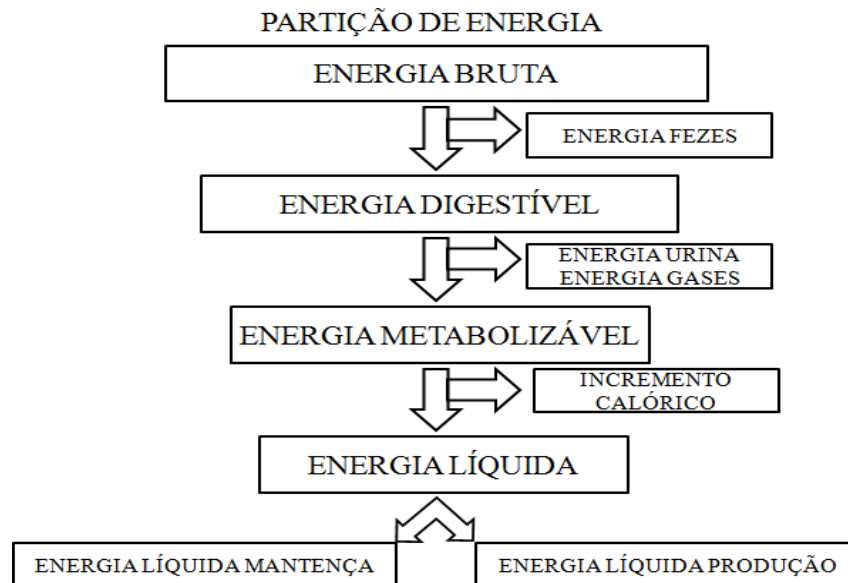 PARTIÇÃO DE ENERGIA
ENERGIA BRUTA
ENERGIA FEZES
ENERGIA DIGESTÍVEL
ENERGIA URINA
ENERGIA GASES
ENERGIA METABOLIZÁVEL
INCREMENTO
CALÓRICO
ENERGIA LÍQUIDA
ENERGIA LÍQUIDA MANTENÇA
ENERGIA LÍQUIDA PRODUÇÃO